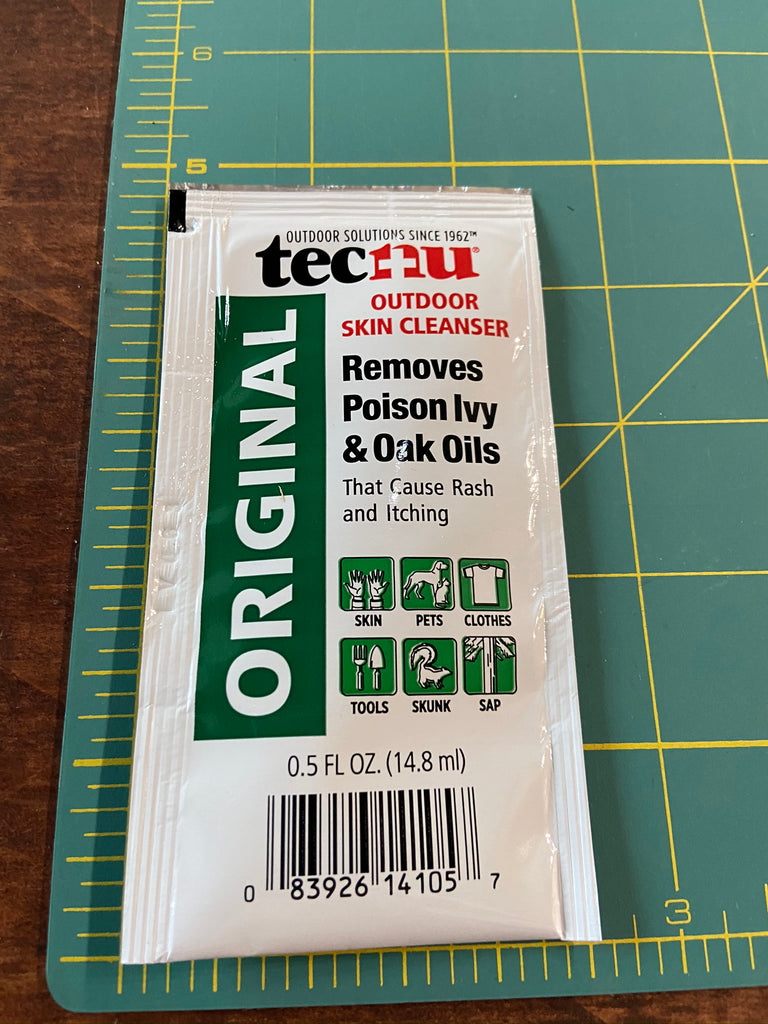 6
5
OUTDOOR SOLUTIONS SINCE 1962™
tecnu®
OUTDOOR
SKIN CLEANSER
ORIGINAL
Removes
Poison Ivy
& Oak Oils
That Cause Rash
and Itching
SKIN PETS CLOTHES
TOOLS SKUNK SAP
0.5 FL OZ. (14.8 ml)
0 83926 14105 7
3